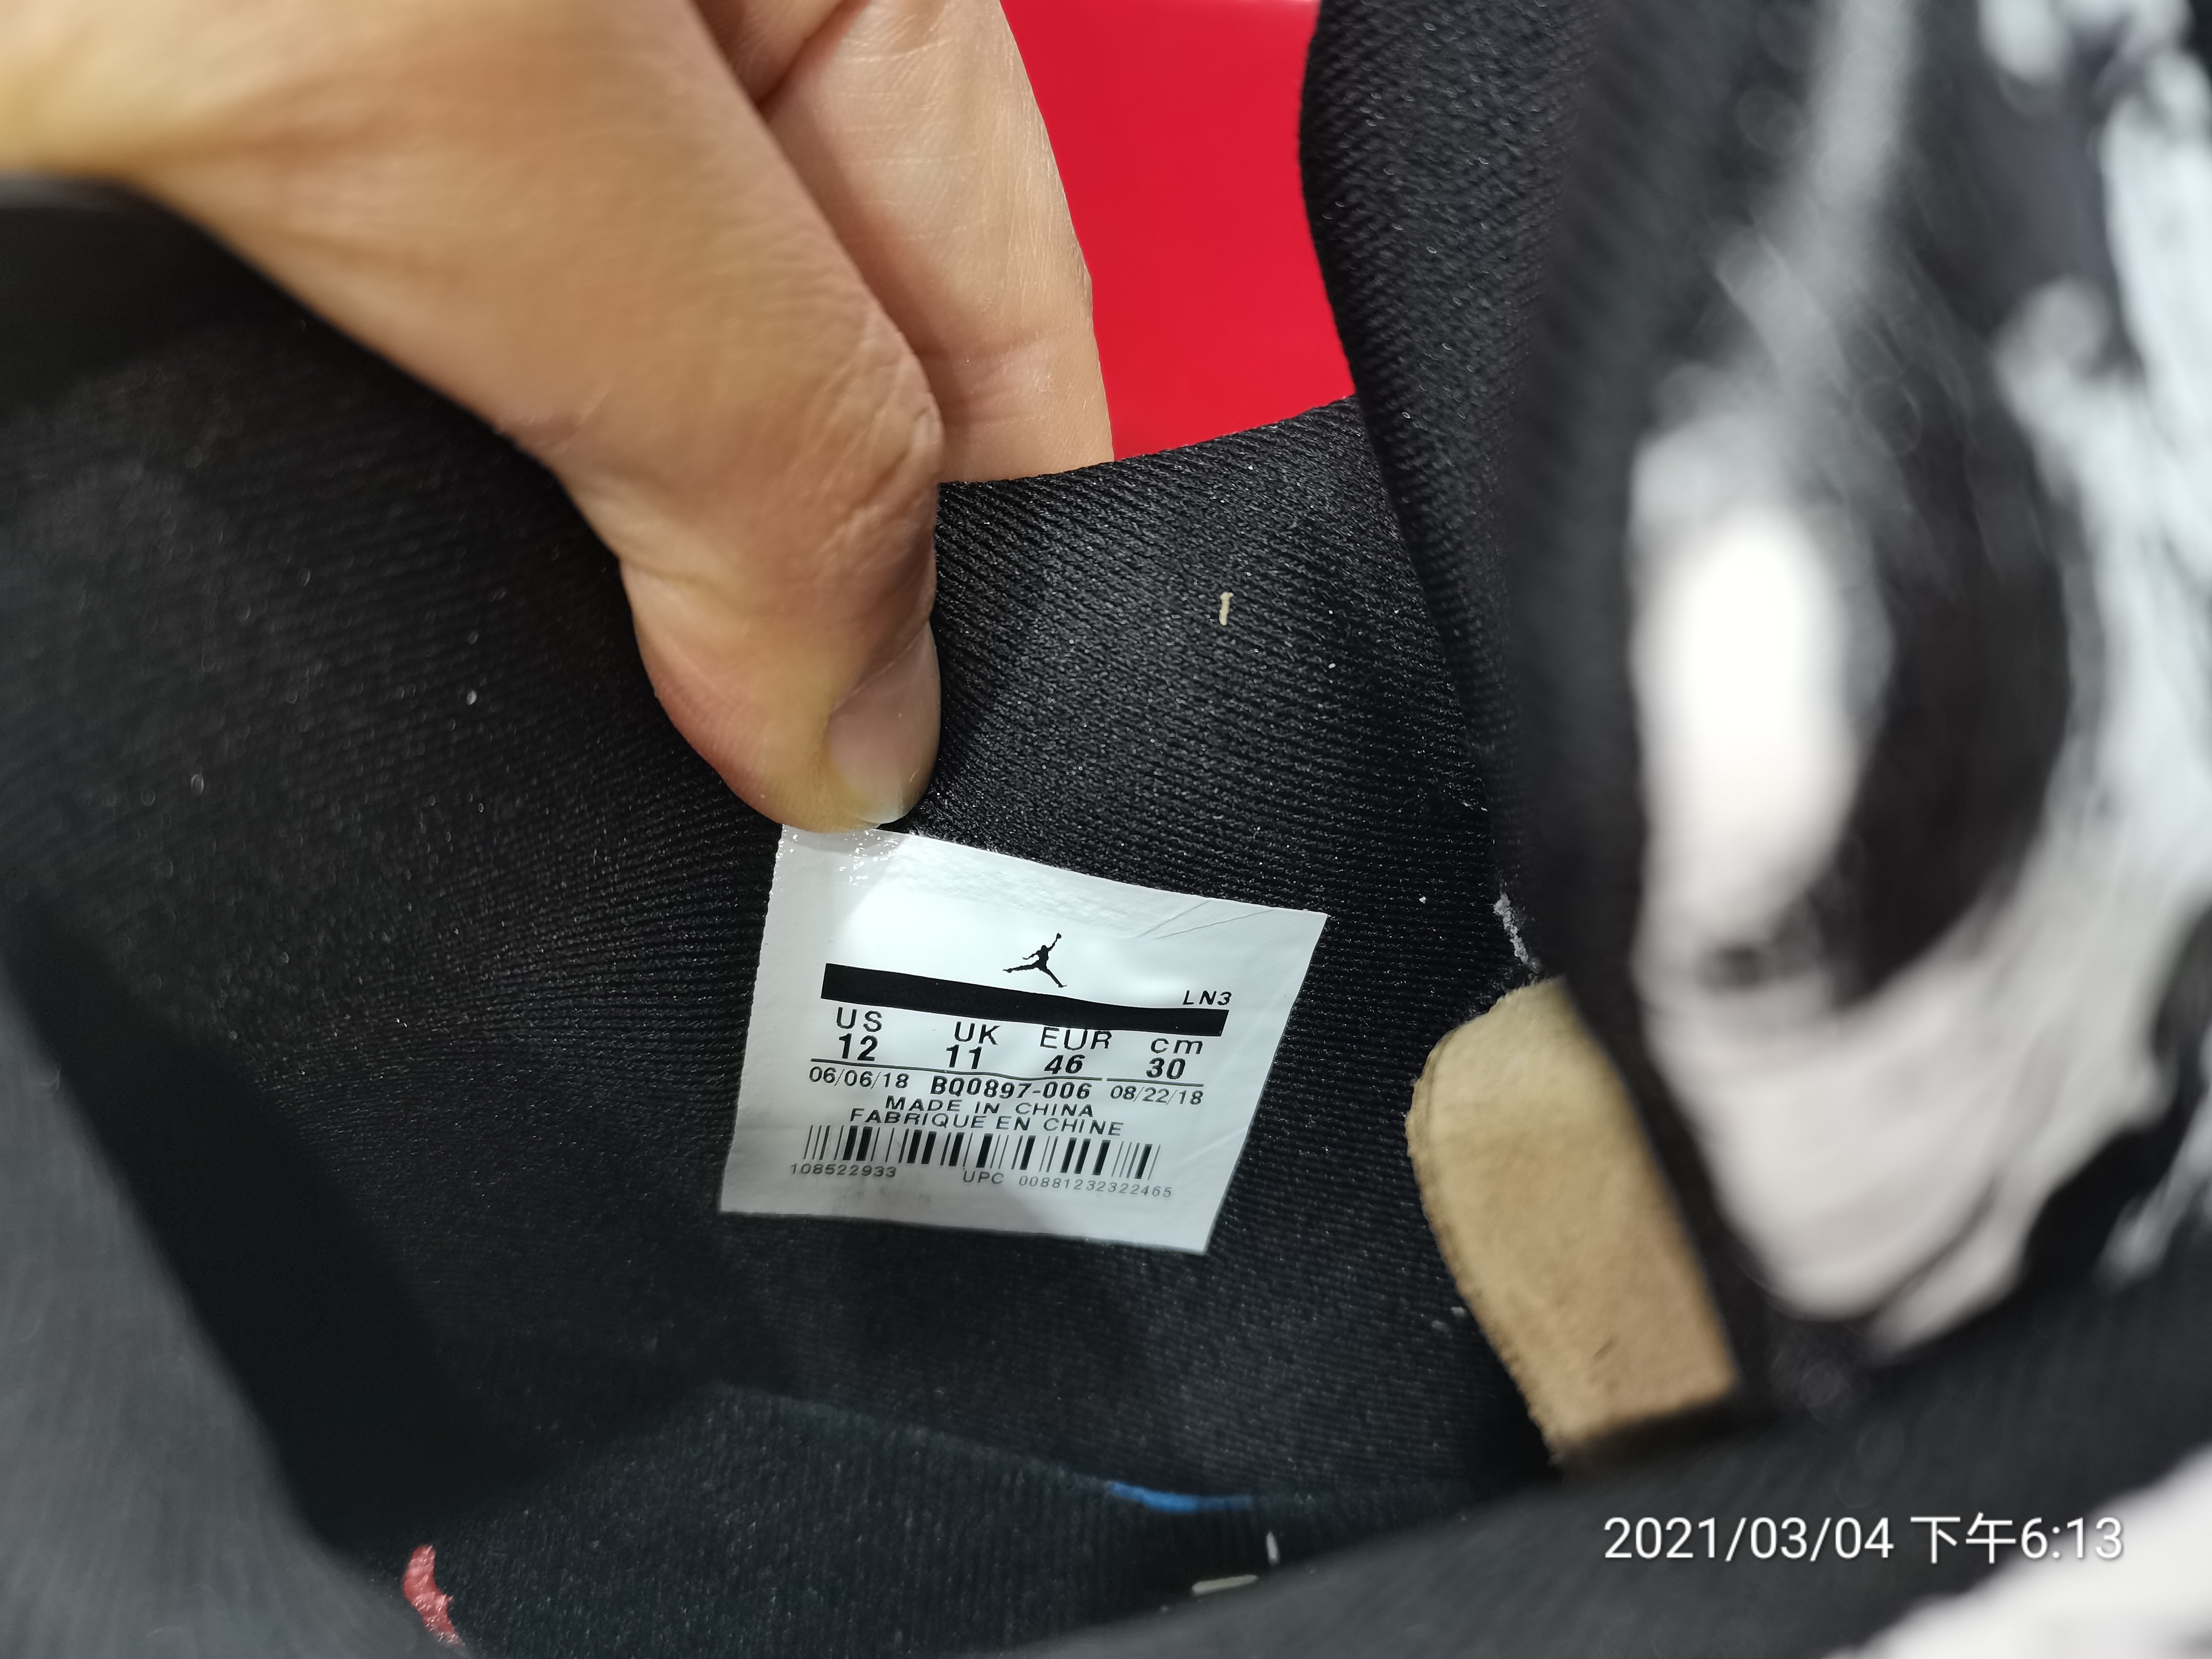 LN3
US UK EUR cm
12 11 46 30
06/06/18 BQ0897-006 08/22/18
MADE IN CHINA
FABRIQUE EN CHINE
108522933 UPC 00881232322465
2021/03/04 下午6:13